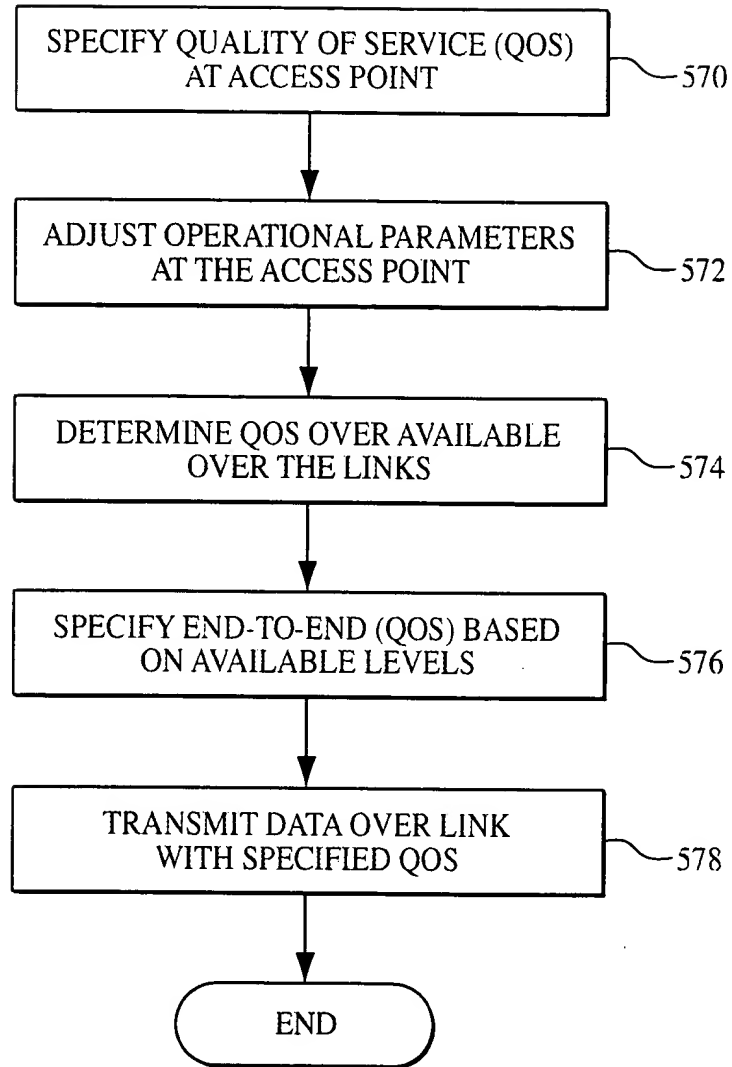 SPECIFY QUALITY OF SERVICE (QOS)
AT ACCESS POINT
570
ADJUST OPERATIONAL PARAMETERS
AT THE ACCESS POINT
572
DETERMINE QOS OVER AVAILABLE
OVER THE LINKS
574
SPECIFY END-TO-END (QOS) BASED
ON AVAILABLE LEVELS
576
TRANSMIT DATA OVER LINK
WITH SPECIFIED QOS
578
END